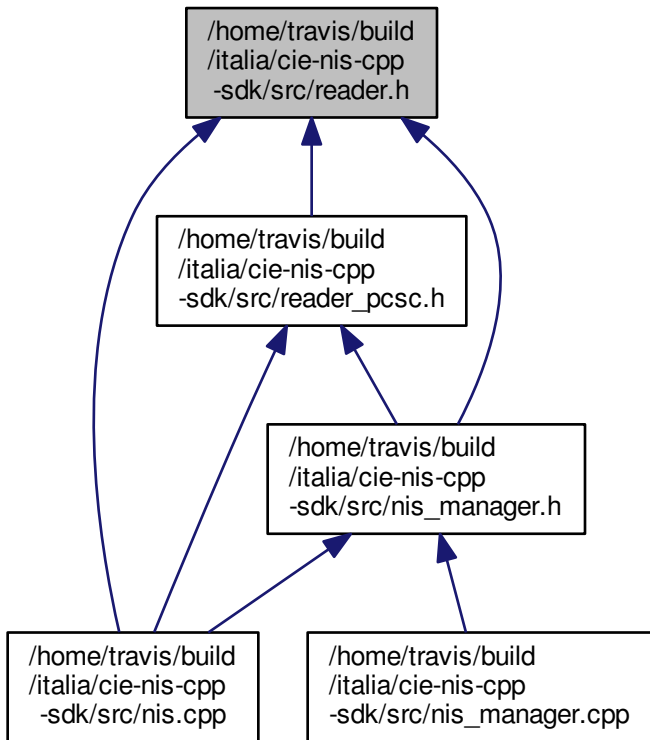 /home/travis/build
/italia/cie-nis-cpp
-sdk/src/reader.h
/home/travis/build
/italia/cie-nis-cpp
-sdk/src/reader_pcsc.h
/home/travis/build
/italia/cie-nis-cpp
-sdk/src/nis_manager.h
/home/travis/build
/italia/cie-nis-cpp
-sdk/src/nis.cpp
/home/travis/build
/italia/cie-nis-cpp
-sdk/src/nis_manager.cpp